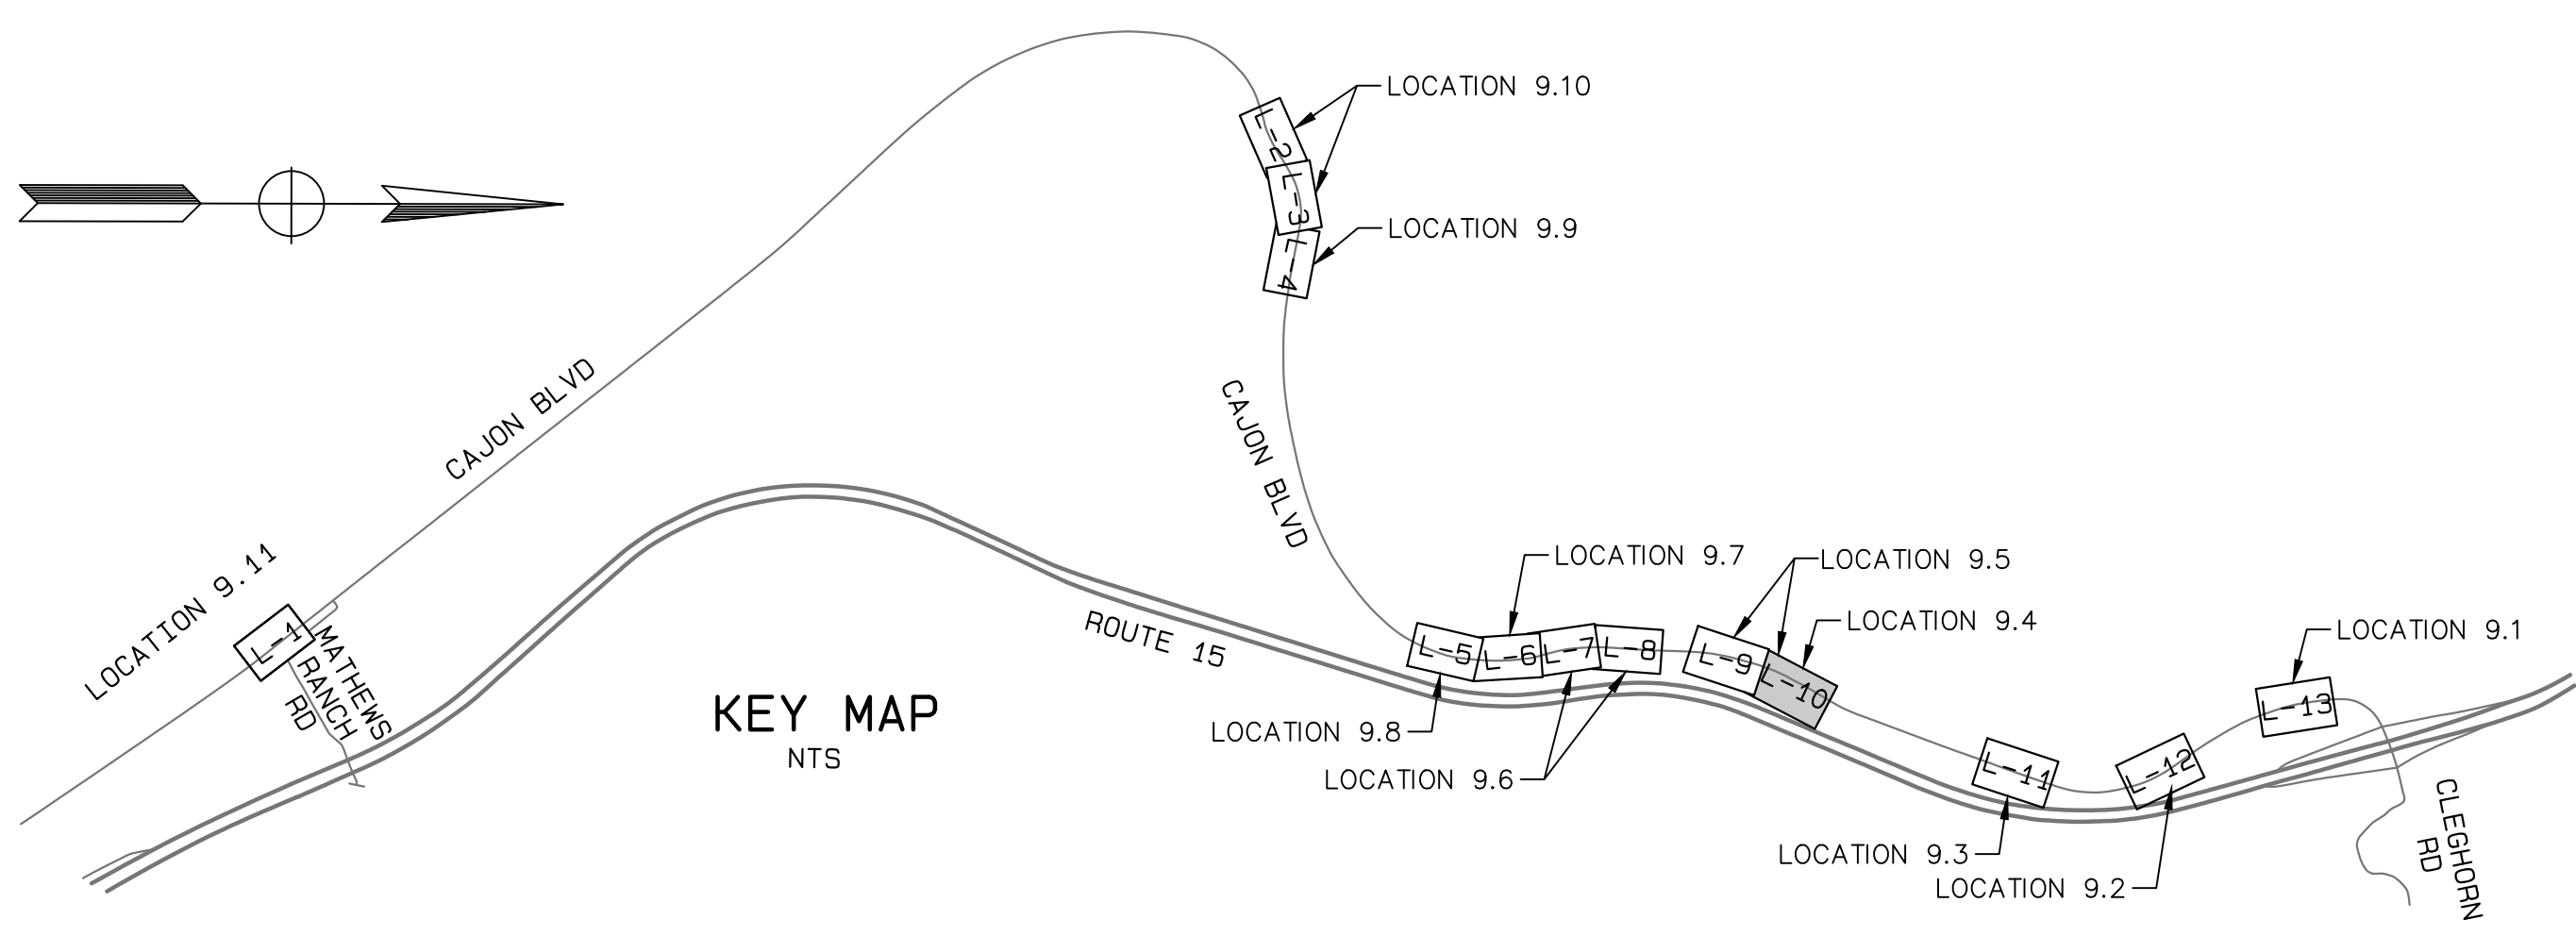 LOCATION 9.10
L-2
L-3
LOCATION 9.9
L-4
CAJON BLVD
CAJON BLVD
LOCATION 9.11
L-1
MATHEWS
RANCH
RD
ROUTE 15
KEY MAP
NTS
LOCATION 9.7
LOCATION 9.5
LOCATION 9.4
LOCATION 9.1
L-5
L-6
L-7
L-8
L-9
L-10
L-11
L-12
L-13
LOCATION 9.8
LOCATION 9.6
LOCATION 9.3
LOCATION 9.2
CLEGHORN
RD